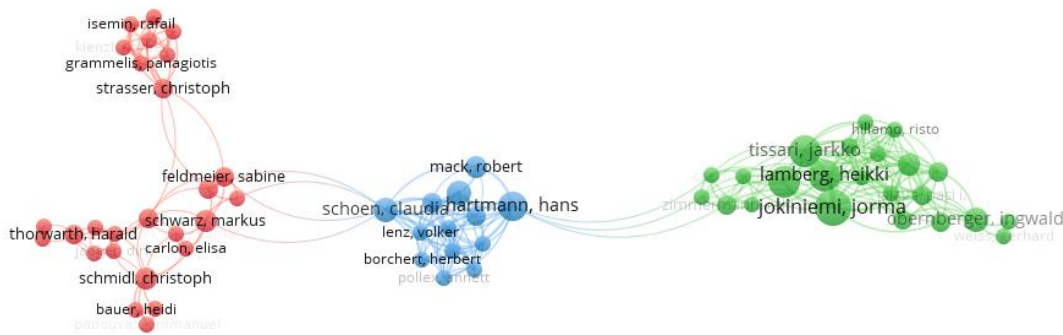 isemin, rafail
grammelis, panagiotis
strasser, christoph
feldmeier, sabine
schwarz, markus
thorwarth, harald
carlon, elisa
schmidl, christoph
bauer, heidi
mack, robert
schoen, claudia
hartmann, hans
lenz, volker
borchert, herbert
hillamo, risto
tissari, jarkko
lamberg, heikki
jokiniemi, jorma
obernberger, ingwald